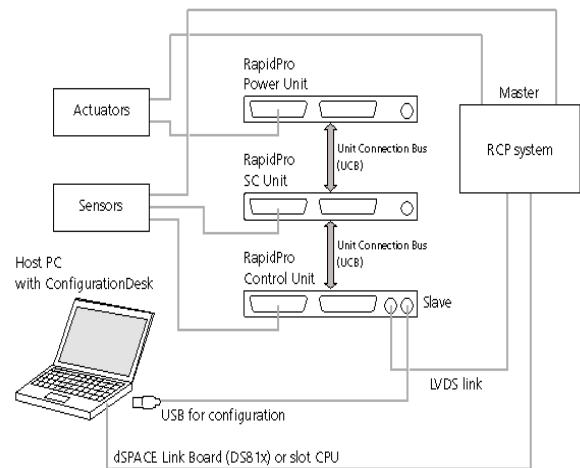 RapidPro
Power Unit
Actuators
Master
Unit Connection Bus
(UCB)
RCP system
RapidPro
SC Unit
Sensors
Unit Connection Bus
(UCB)
Host PC
with ConfigurationDesk
RapidPro
Control Unit
Slave
LVDS link
USB for configuration
dSPACE Link Board (DS81x) or slot CPU